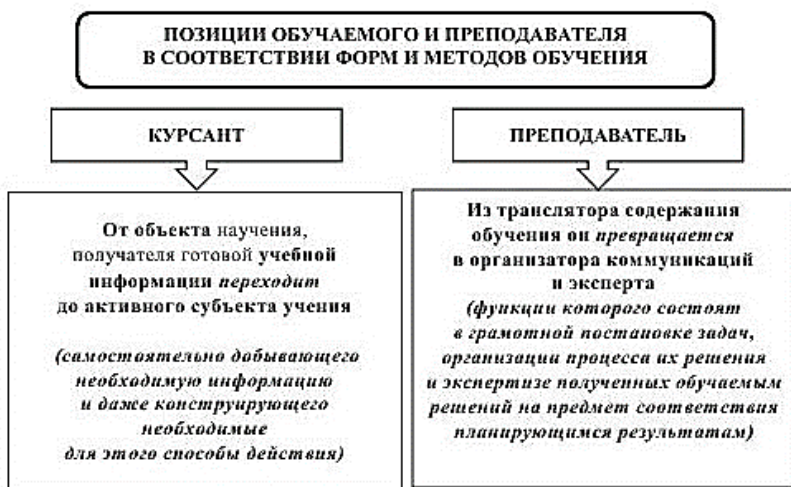 ПОЗИЦИИ ОБУЧАЕМОГО И ПРЕПОДАВАТЕЛЯ
В СООТВЕТСТВИИ ФОРМ И МЕТОДОВ ОБУЧЕНИЯ
КУРСАНТ
От объекта научения,
получателя готовой учебной
информации переходит
до активного субъекта учения
(самостоятельно добывающего
необходимую информацию
и даже конструирующего
необходимые
для этого способы действия)
ПРЕПОДАВАТЕЛЬ
Из транслятора содержания
обучения он превращается
в организатора коммуникаций
и эксперта
(функции которого состоят
в грамотной постановке задач,
организации процесса их решения
и экспертизе полученных обучаемым
решений на предмет соответствия
планирующимся результатам)